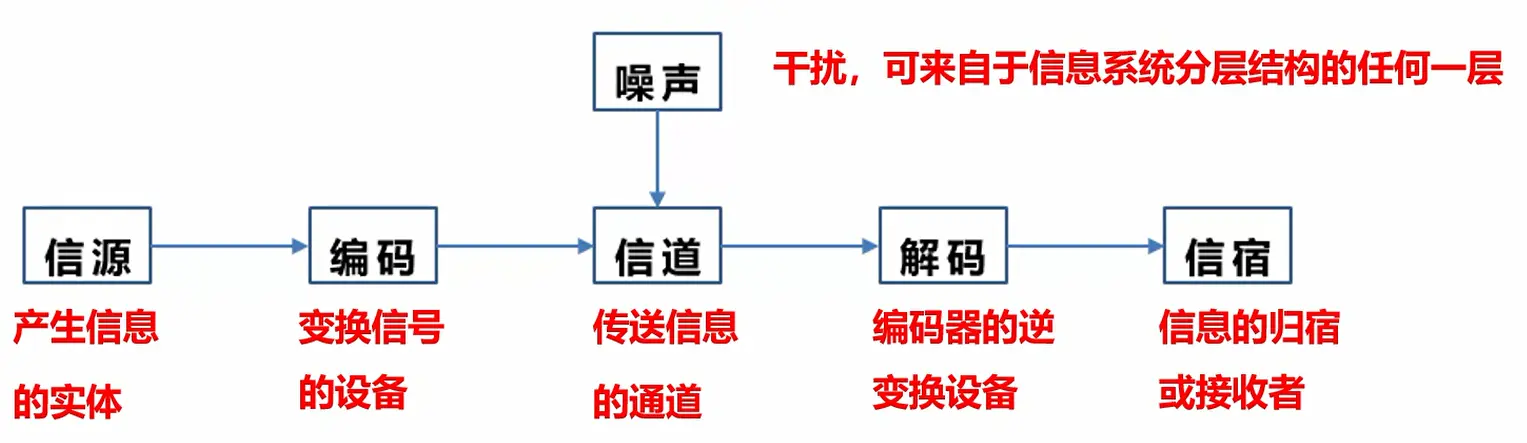 噪声
干扰，可来自于信息系统分层结构的任何一层
信源
编码
信道
解码
信宿
产生信息
的实体
变换信号
的设备
传送信息
的通道
编码器的逆
变换设备
信息的归宿
或接收者